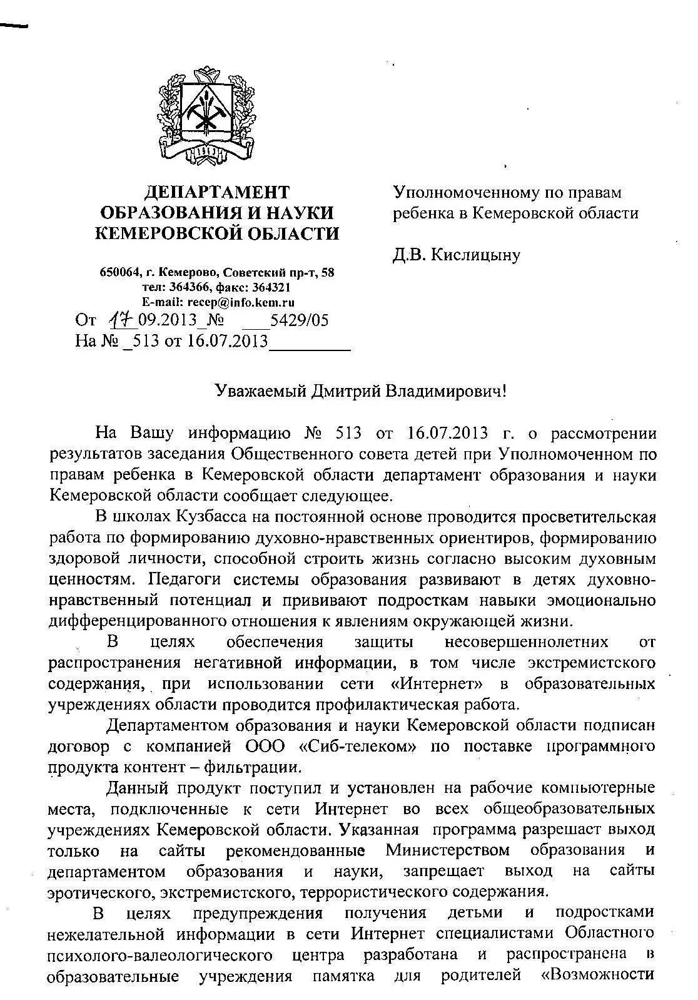 1943
ДЕПАРТАМЕНТ
ОБРАЗОВАНИЯ И НАУКИ
КЕМЕРОВСКОЙ ОБЛАСТИ
650064, г. Кемерово, Советский пр-т, 58
тел: 364366, факс: 364321
E-mail: recep@info.kem.ru
От 17 09.2013_№ ___5429/05
На № _513 от 16.07.2013_________
Уполномоченному по правам
ребенка в Кемеровской области
Д.В. Кислицыну
Уважаемый Дмитрий Владимирович!
На Вашу информацию № 513 от 16.07.2013 г. о рассмотрении
результатов заседания Общественного совета детей при Уполномоченном по
правам ребенка в Кемеровской области департамент образования и науки
Кемеровской области сообщает следующее.
В школах Кузбасса на постоянной основе проводится просветительская
работа по формированию духовно-нравственных ориентиров, формированию
здоровой личности, способной строить жизнь согласно высоким духовным
ценностям. Педагоги системы образования развивают в детях духовно-
нравственный потенциал и прививают подросткам навыки эмоционально
дифференцированного отношения к явлениям окружающей жизни.
В целях обеспечения защиты несовершеннолетних от
распространения негативной информации, в том числе экстремистского
содержания, при использовании сети «Интернет» в образовательных
учреждениях области проводится профилактическая работа.
Департаментом образования и науки Кемеровской области подписан
договор с компанией ООО «Сиб-телеком» по поставке программного
продукта контент – фильтрации.
Данный продукт поступил и установлен на рабочие компьютерные
места, подключенные к сети Интернет во всех общеобразовательных
учреждениях Кемеровской области. Указанная программа разрешает выход
только на сайты рекомендованные Министерством образования и
департаментом образования и науки, запрещает выход на сайты
эротического, экстремистского, террористического содержания.
В целях предупреждения получения детьми и подростками
нежелательной информации в сети Интернет специалистами Областного
психолого-валеологического центра разработана и распространена в
образовательные учреждения памятка для родителей «Возможности